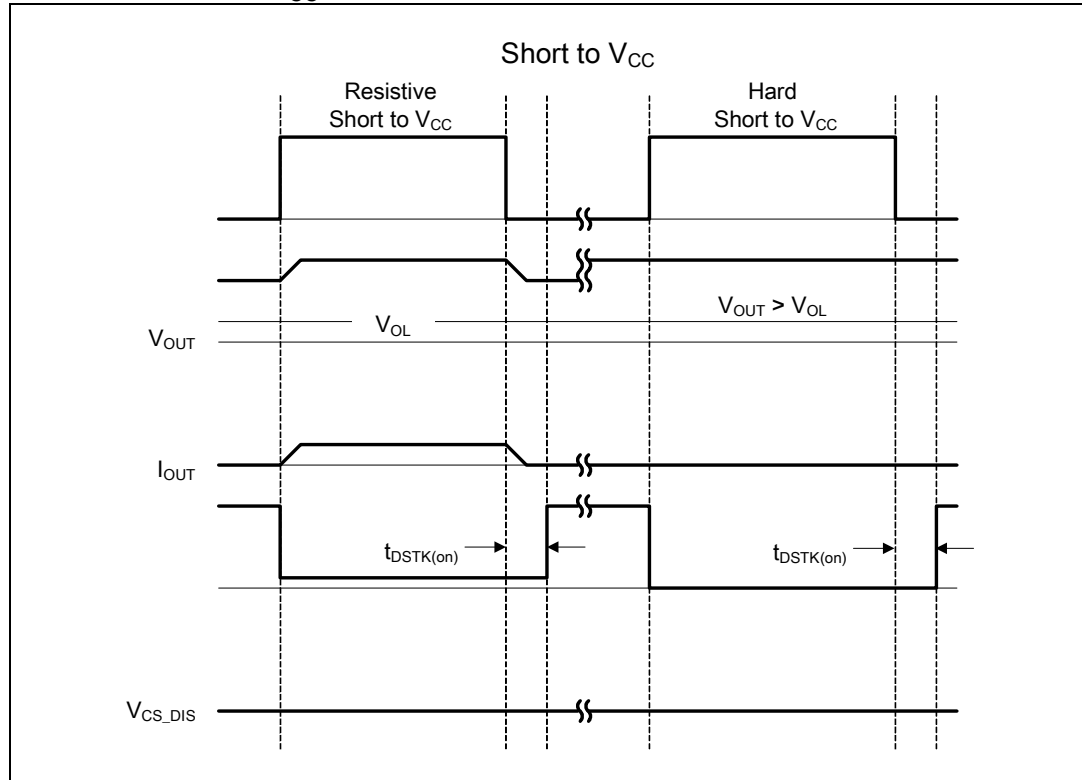 Short to VCC
Resistive
Short to VCC
Hard
Short to VCC
VOL
VOUT > VOL
VOUT
IOUT
tDSTK(on)
tDSTK(on)
VCS_DIS